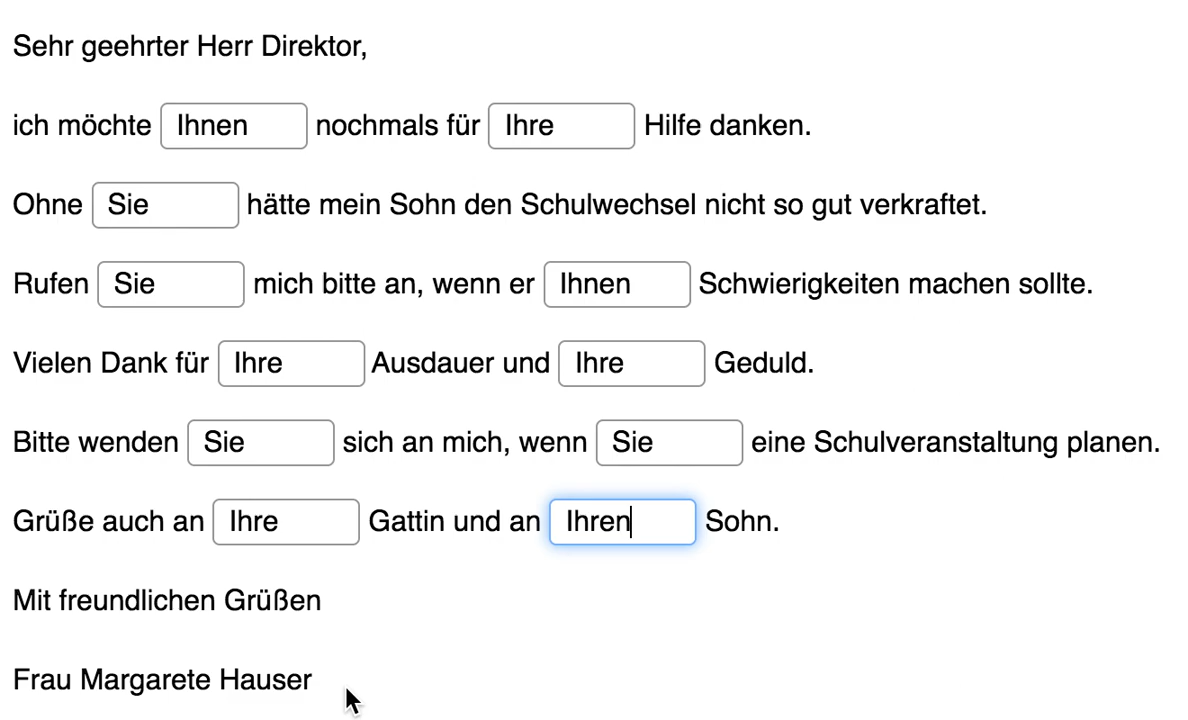 Sehr geehrter Herr Direktor,
ich möchte Ihnen nochmals für Ihre Hilfe danken.
Ohne Sie hätte mein Sohn den Schulwechsel nicht so gut verkraftet.
Rufen Sie mich bitte an, wenn er Ihnen Schwierigkeiten machen sollte.
Vielen Dank für Ihre Ausdauer und Ihre Geduld.
Bitte wenden Sie sich an mich, wenn Sie eine Schulveranstaltung planen.
Grüße auch an Ihre Gattin und an Ihren Sohn.
Mit freundlichen Grüßen
Frau Margarete Hauser